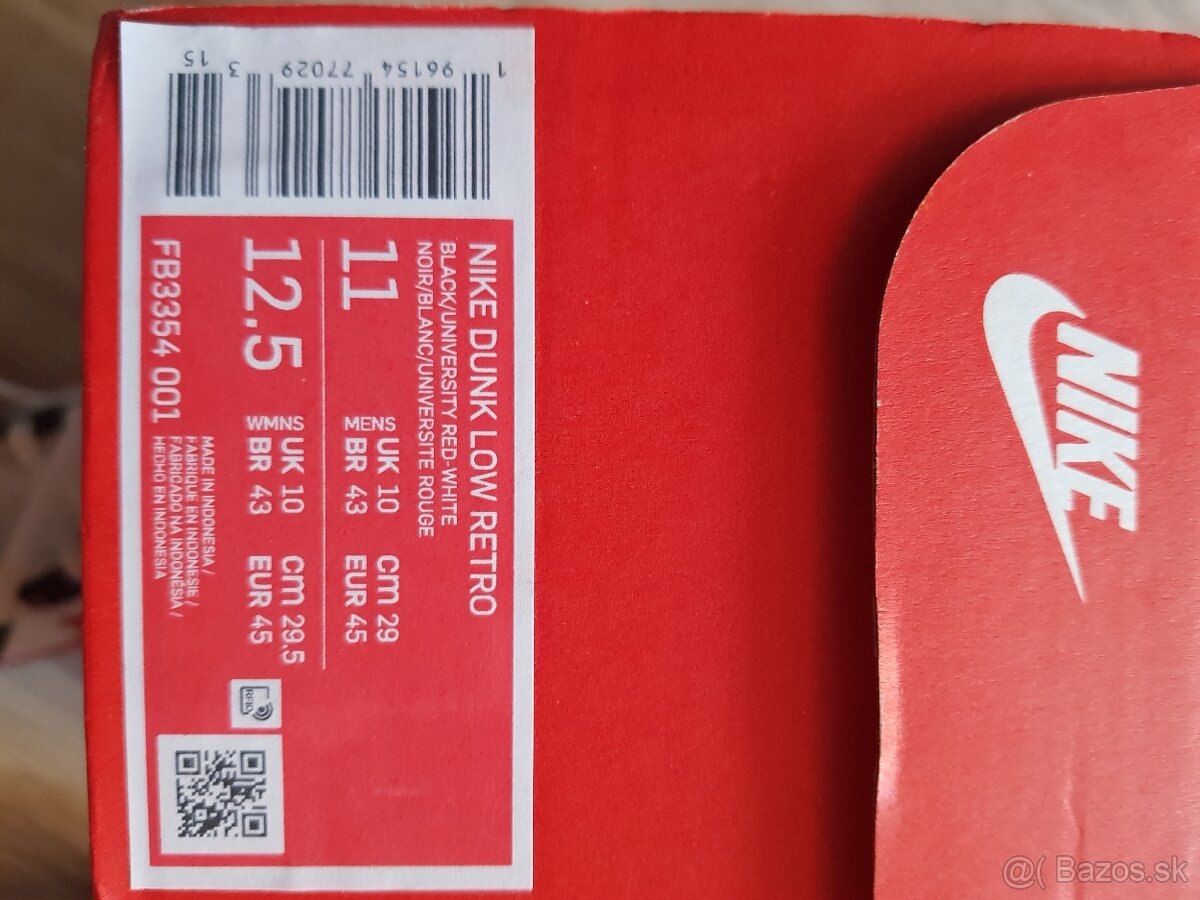 NIKE DUNK LOW RETRO
BLACK/UNIVERSITY RED-WHITE
NOIR/BLANC/UNIVERSITE ROUGE
11
MENS
UK 10 cm 29
BR 43 EUR 45
12.5
WMNS
UK 10 cm 29.5
BR 43 EUR 45
FB3354 001
MADE IN INDONESIA /
FABRIQUE EN INDONESIE /
FABRICADO NA INDONÉSIA /
HECHO EN INDONESIA
RFID
1 96154 77029 3 15
NIKE
@( Bazos.sk